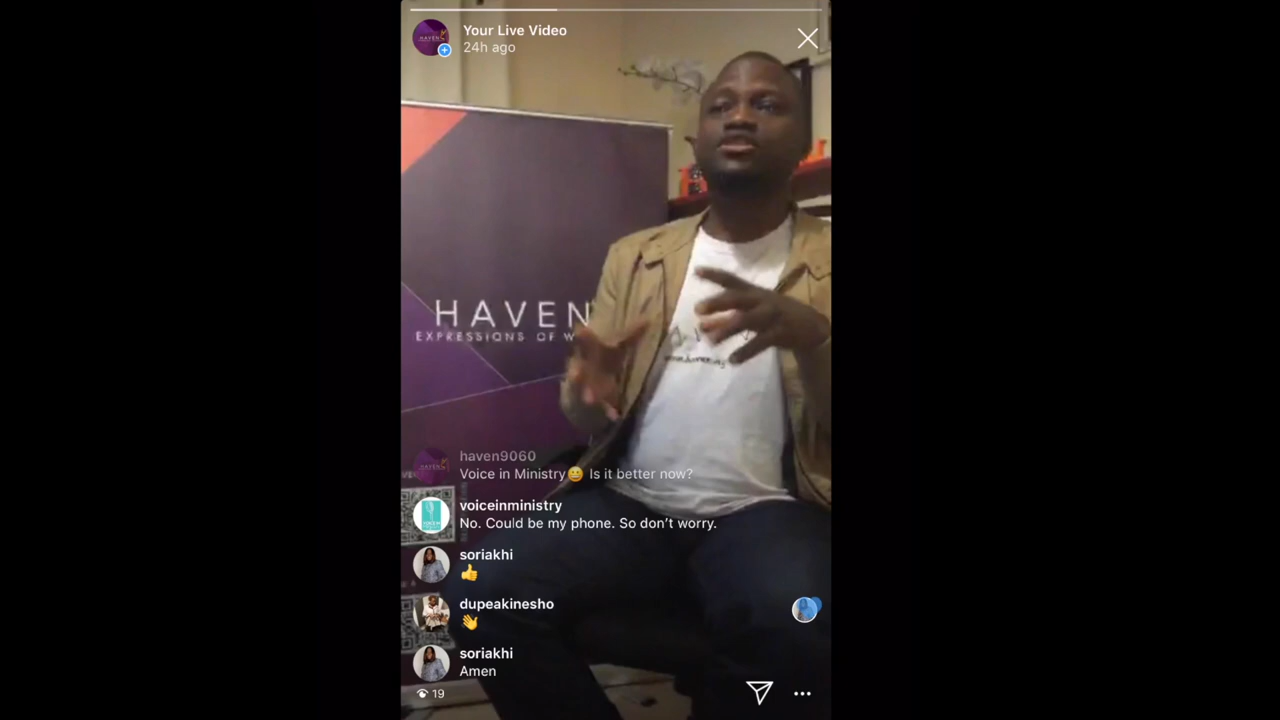 Your Live Video
24h ago
HAVEN
EXPRESSIONS OF W
haven9060
Voice in Ministry😀 Is it better now?
voiceinministry
No. Could be my phone. So don’t worry.
soriakhi
👍
dupeakinesho
👋
soriakhi
Amen
19